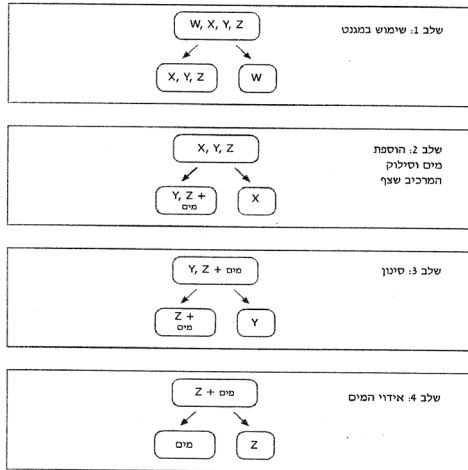 שלב 1: שימוש במגנט
W, X, Y, Z
X, Y, Z
W
שלב 2: הוספת
מים וסילוק
המרכיב שצף
X, Y, Z
Y, Z +
מים
X
שלב 3: סינון
Y, Z + מים
Z +
מים
Y
שלב 4: אידוי המים
Z + מים
מים
Z